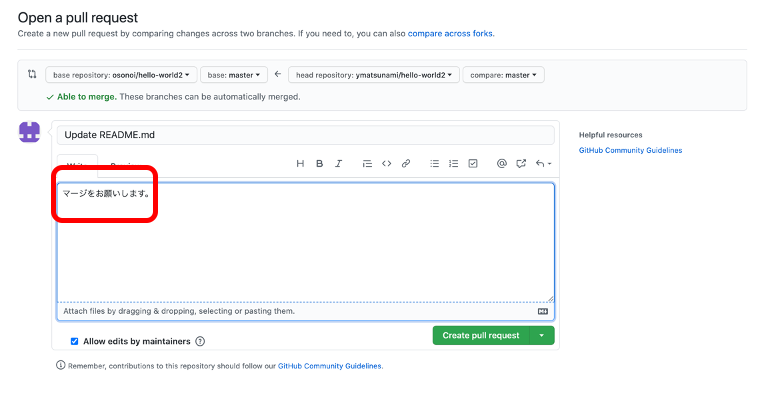 Open a pull request
Create a new pull request by comparing changes across two branches. If you need to, you can also compare across forks.
base repository: osonoi/hello-world2 base: master ← head repository: ymatsunami/hello-world2 compare: master
Able to merge. These branches can be automatically merged.
Update README.md
Helpful resources
GitHub Community Guidelines
H B I
マージをお願いします。
Attach files by dragging & dropping, selecting or pasting them.
Create pull request
Allow edits by maintainers
Remember, contributions to this repository should follow our GitHub Community Guidelines.